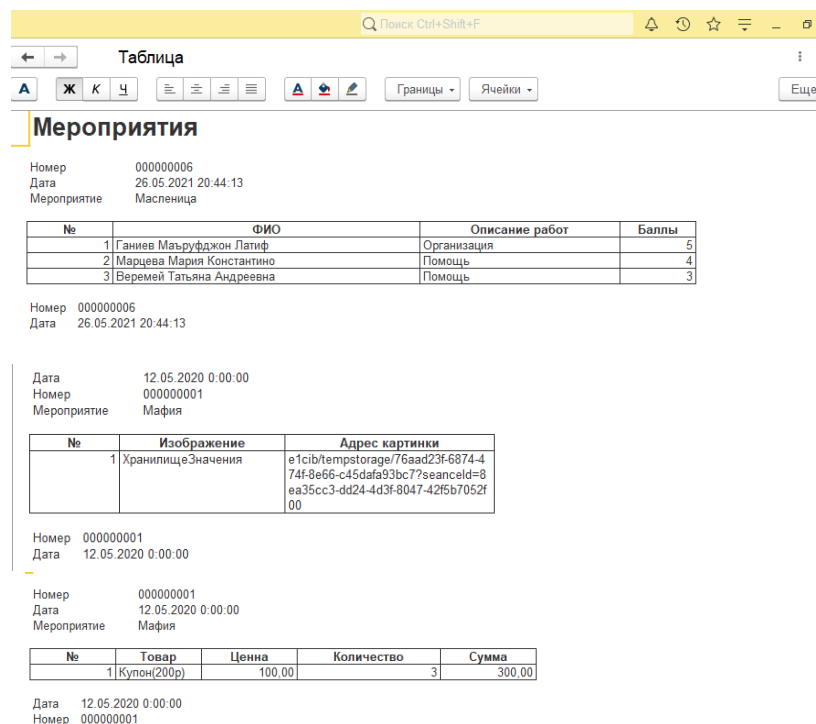 Поиск Ctrl+Shift+F
Таблица
А Ж К Ч А Границы Ячейки Еще
Мероприятия
Номер 000000006
Дата 26.05.2021 20:44:13
Мероприятие Масленица
№ ФИО Описание работ Баллы
1 Ганиев Маъруфджон Латиф Организация 5
2 Марцева Мария Константино Помощь 4
3 Веремей Татьяна Андреевна Помощь 3
Номер 000000006
Дата 26.05.2021 20:44:13
Дата 12.05.2020 0:00:00
Номер 000000001
Мероприятие Мафия
№ Изображение Адрес картинки
1 ХранилищеЗначения e1cib/tempstorage/76aad23f-6874-4
74f-8e66-c45dafa93bc7?seanceId=8
ea35cc3-dd24-4d3f-8047-42f5b7052f
00
Номер 000000001
Дата 12.05.2020 0:00:00
Номер 000000001
Дата 12.05.2020 0:00:00
Мероприятие Мафия
№ Товар Ценна Количество Сумма
1 Купон(200р) 100,00 3 300,00
Дата 12.05.2020 0:00:00
Номер 000000001